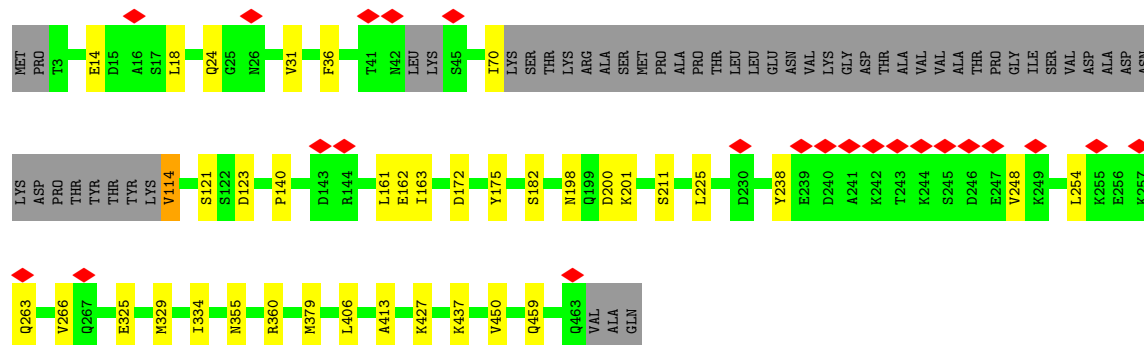 MET PRO T3 E14 D15 A16 S17 L18 Q24 G25 N26 V31 F36 T41 N42 LEU LYS S45 I70 LYS SER THR LYS ARG ALA SER MET PRO ALA PRO THR LEU LEU GLU ASN VAL LYS GLY ASP THR ALA VAL VAL ALA THR PRO GLY ILE SER VAL ASP ALA ASP ASN
LYS ASP PRO THR TYR THR TYR LYS V114 S121 S122 D123 P140 D143 R144 L161 E162 I163 D172 Y175 S182 N198 Q199 D200 K201 S211 L225 D230 Y238 E239 D240 A241 K242 T243 K244 S245 D246 E247 V248 K249 L254 K255 E256 K257
Q263 V266 Q267 E325 M329 I334 N355 R360 M379 L406 A413 K427 K437 V450 Q459 Q463 VAL ALA GLN